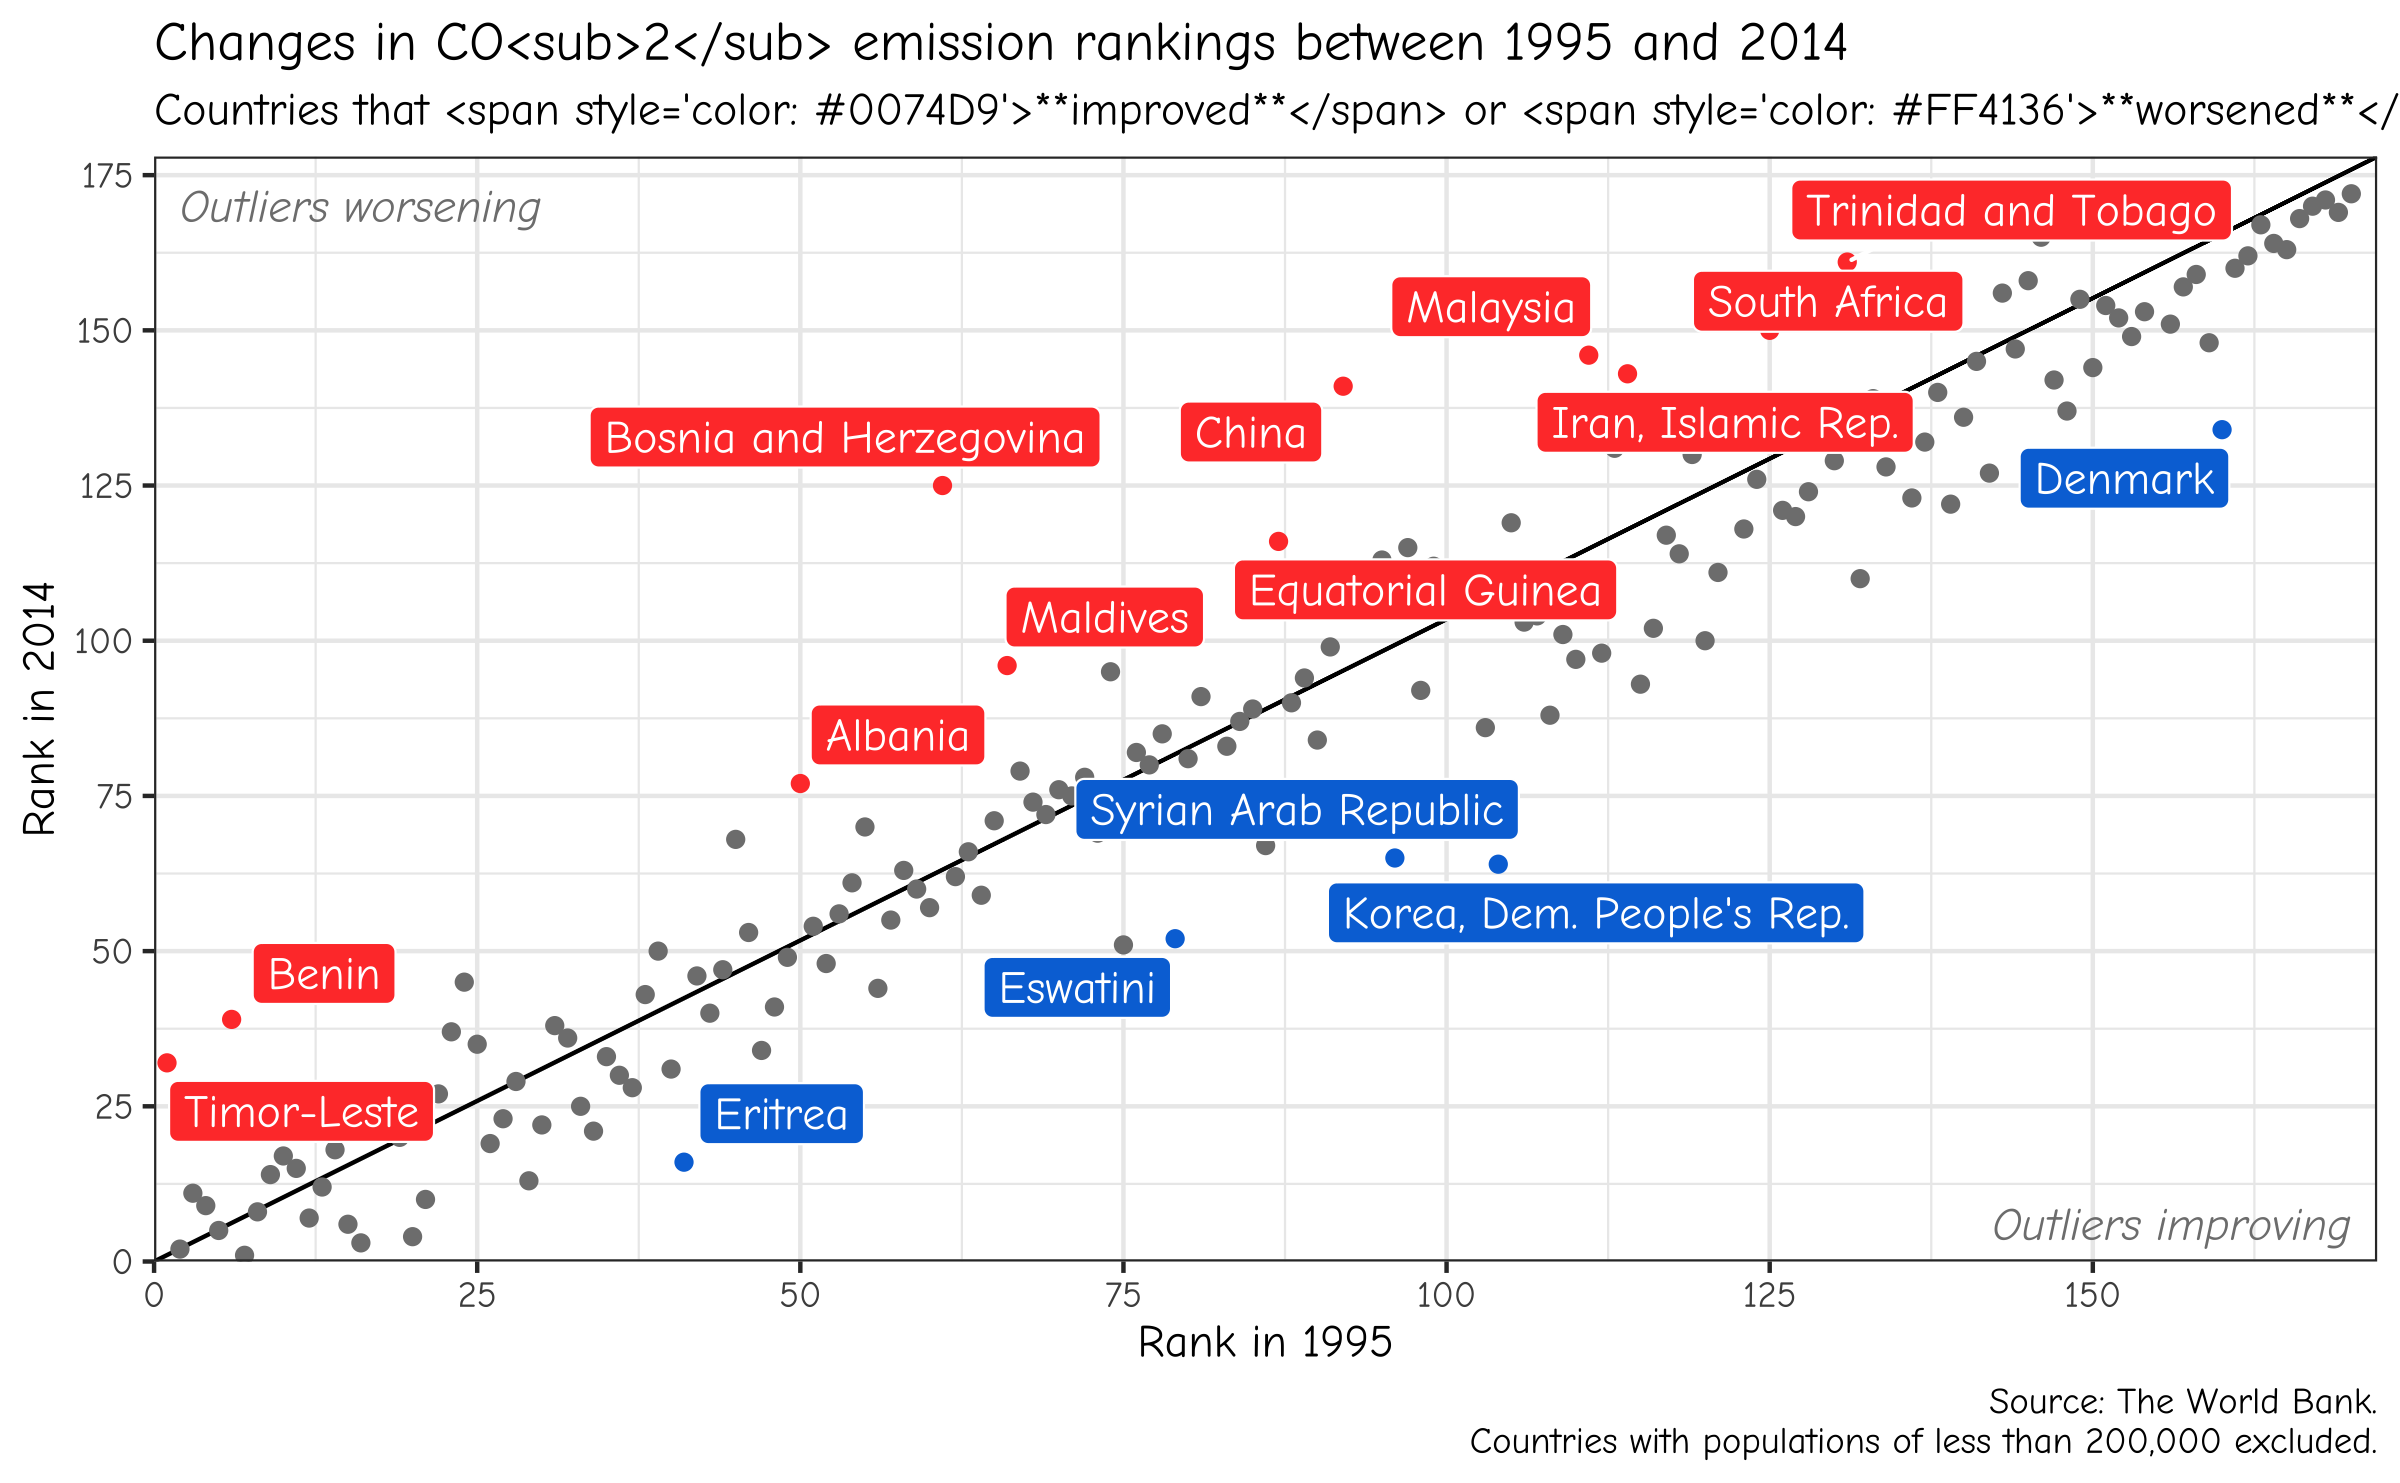 Changes in CO<sub>2</sub> emission rankings between 1995 and 2014
Countries that <span style='color: #0074D9'>**improved**</span> or <span style='color: #FF4136'>**worsened**</
175
Outliers worsening
Trinidad and Tobago
South Africa
Malaysia
150
Bosnia and Herzegovina
China
Iran, Islamic Rep.
Denmark
125
Equatorial Guinea
Maldives
100
Albania
75
Syrian Arab Republic
Korea, Dem. People's Rep.
50
Benin
Eswatini
25
Timor-Leste
Eritrea
Outliers improving
0
Rank in 2014
0 25 50 75 100 125 150
Rank in 1995
Source: The World Bank.
Countries with populations of less than 200,000 excluded.